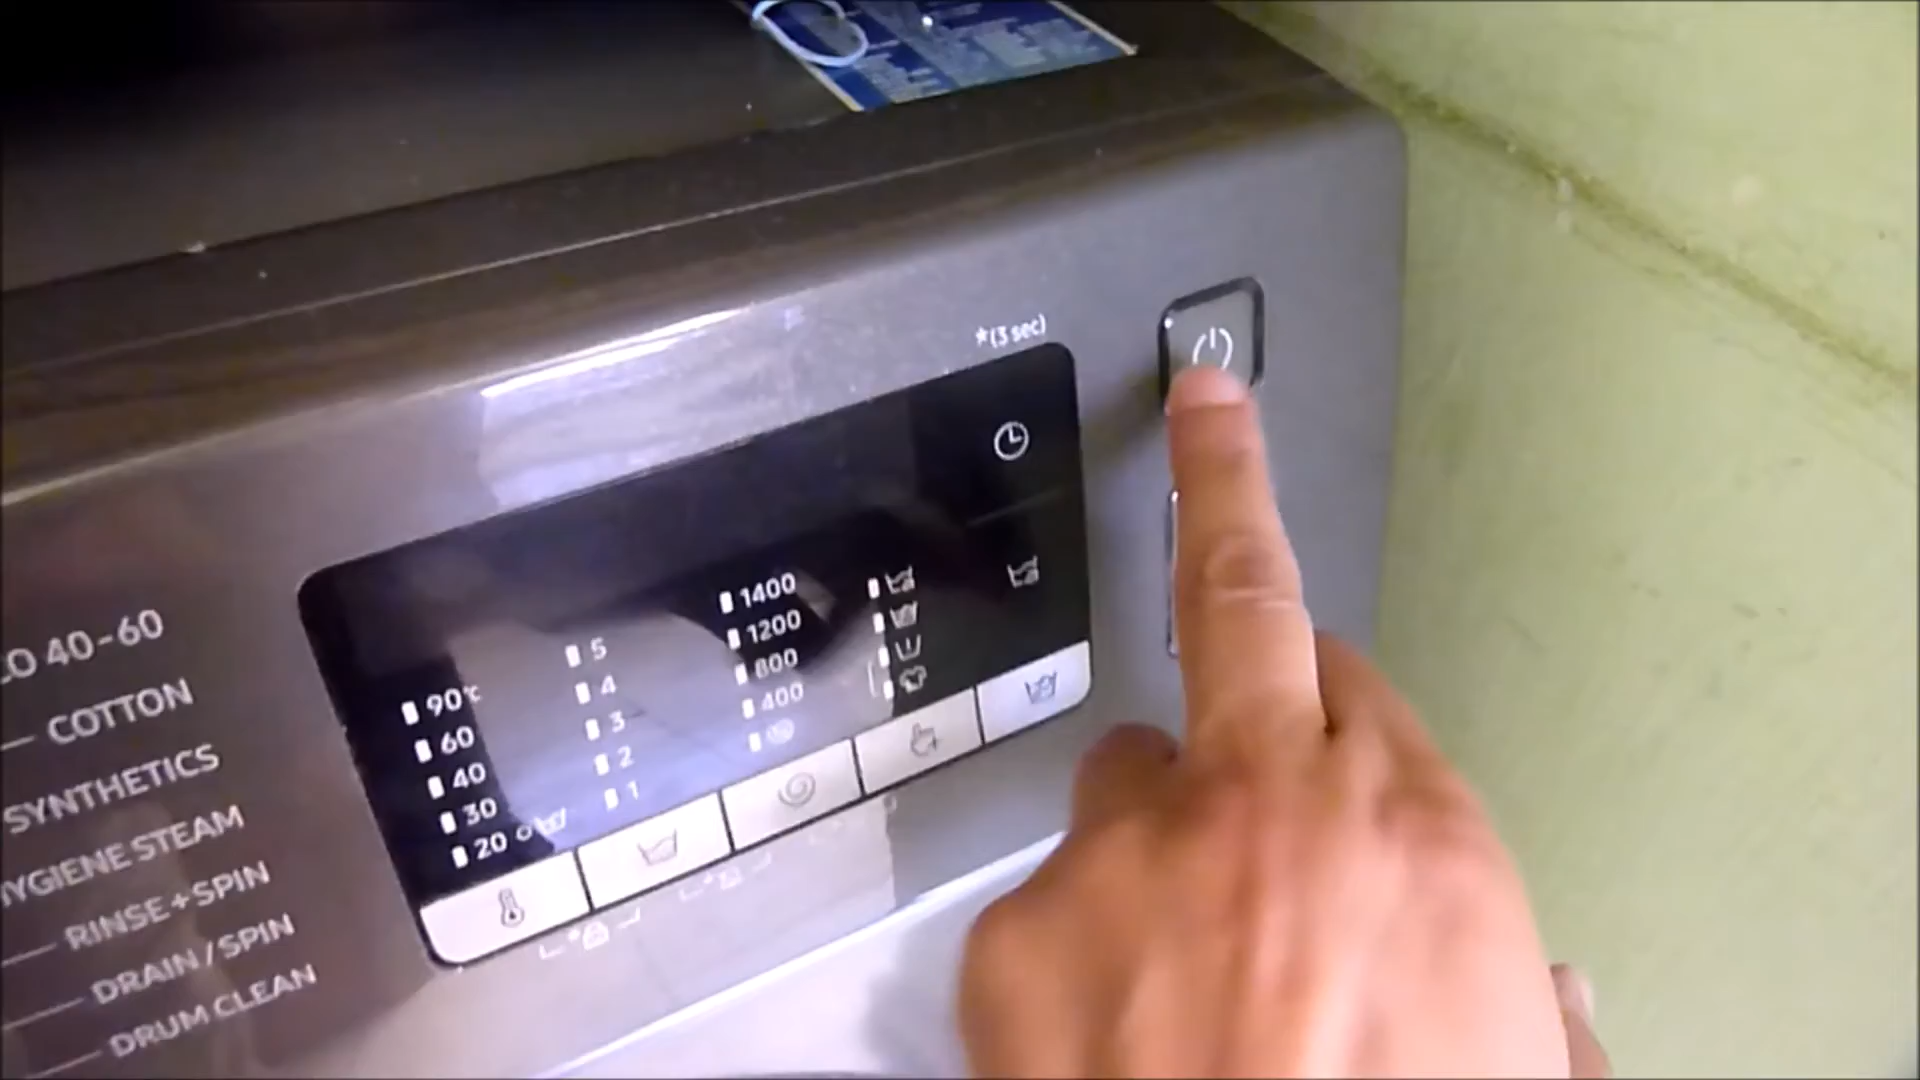 *(3 sec)
O 40-60
COTTON
SYNTHETICS
HYGIENE STEAM
RINSE+SPIN
DRAIN/SPIN
DRUM CLEAN
90℃
60
40
30
20
5
4
3
2
1
1400
1200
800
400